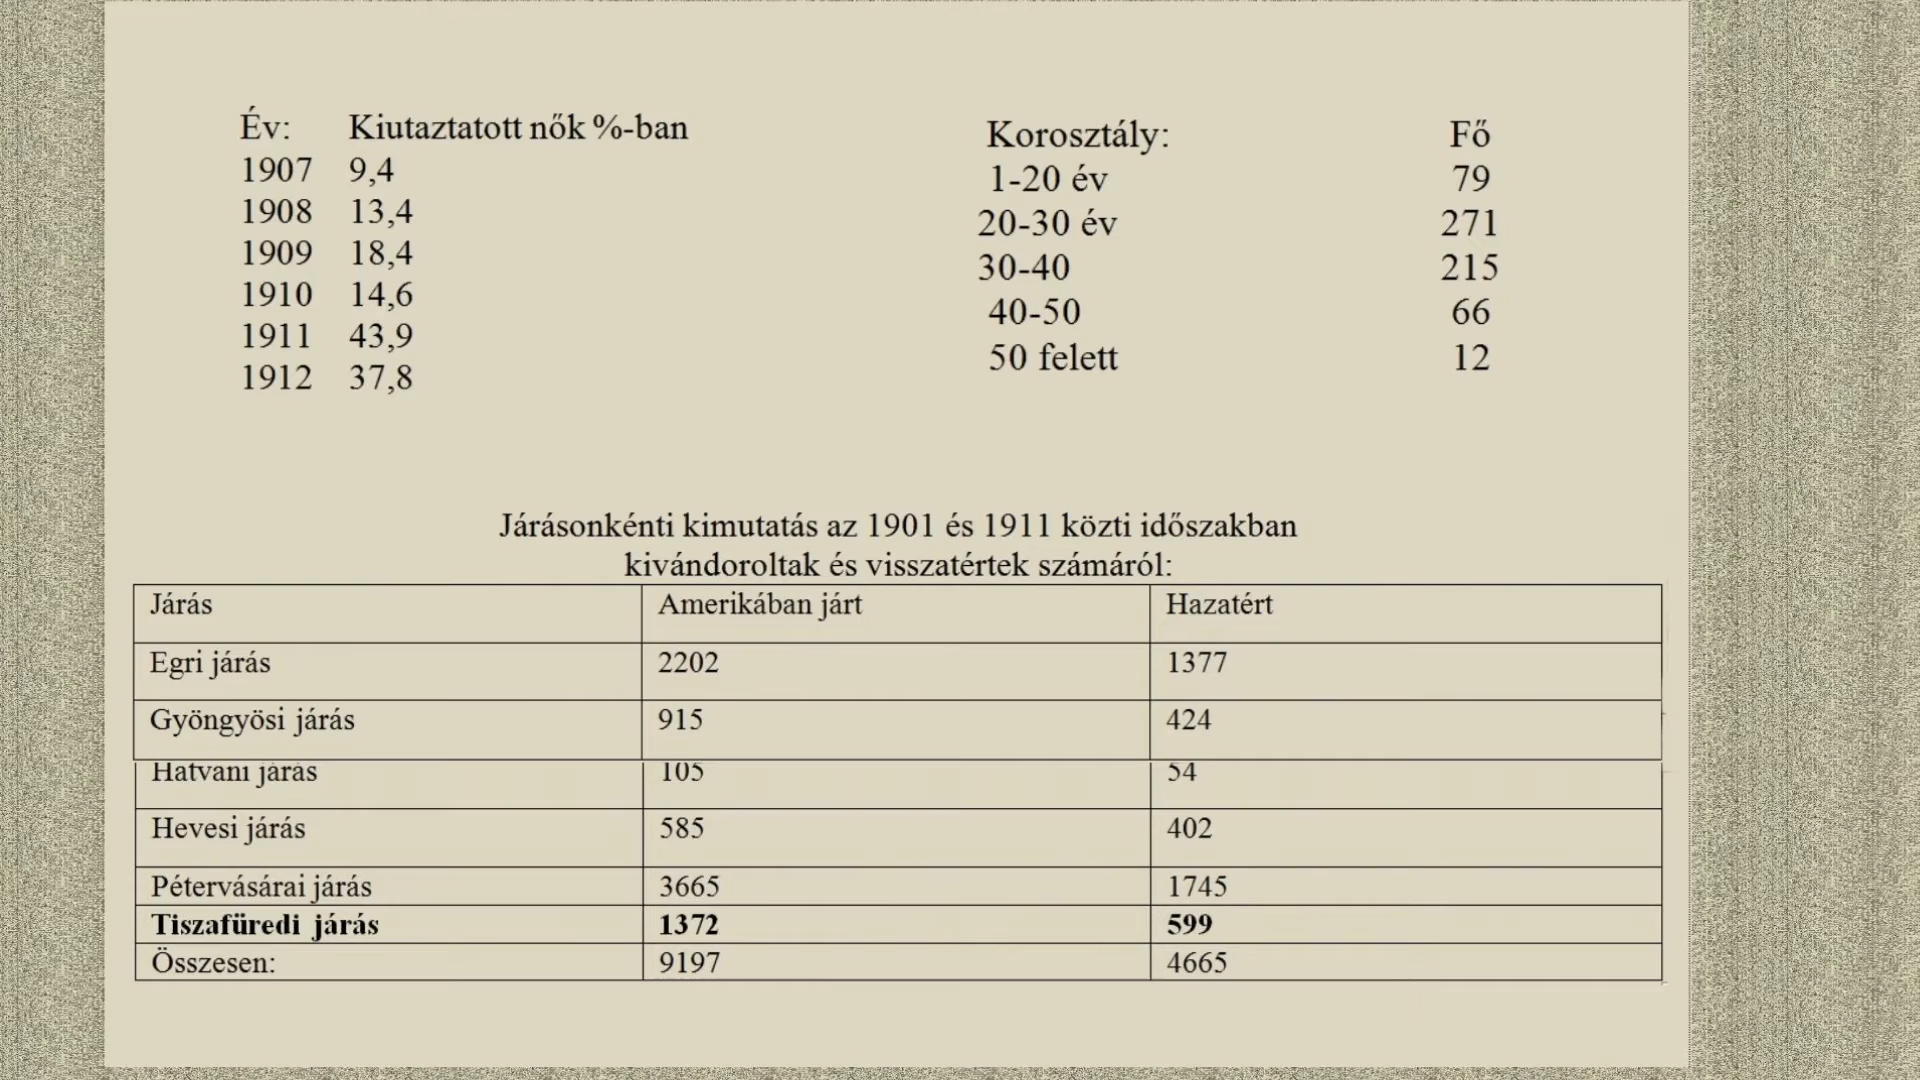 Év: Kiutaztatott nők %-ban
1907 9,4
1908 13,4
1909 18,4
1910 14,6
1911 43,9
1912 37,8
Korosztály: Fő
1-20 év 79
20-30 év 271
30-40 215
40-50 66
50 felett 12
Járásonkénti kimutatás az 1901 és 1911 közti időszakban
kivándoroltak és visszatértek számáról:
Járás Amerikában járt Hazatért
Egri járás 2202 1377
Gyöngyösi járás 915 424
Hatvani járás 105 54
Hevesi járás 585 402
Pétervásárai járás 3665 1745
Tiszafüredi járás 1372 599
Összesen: 9197 4665